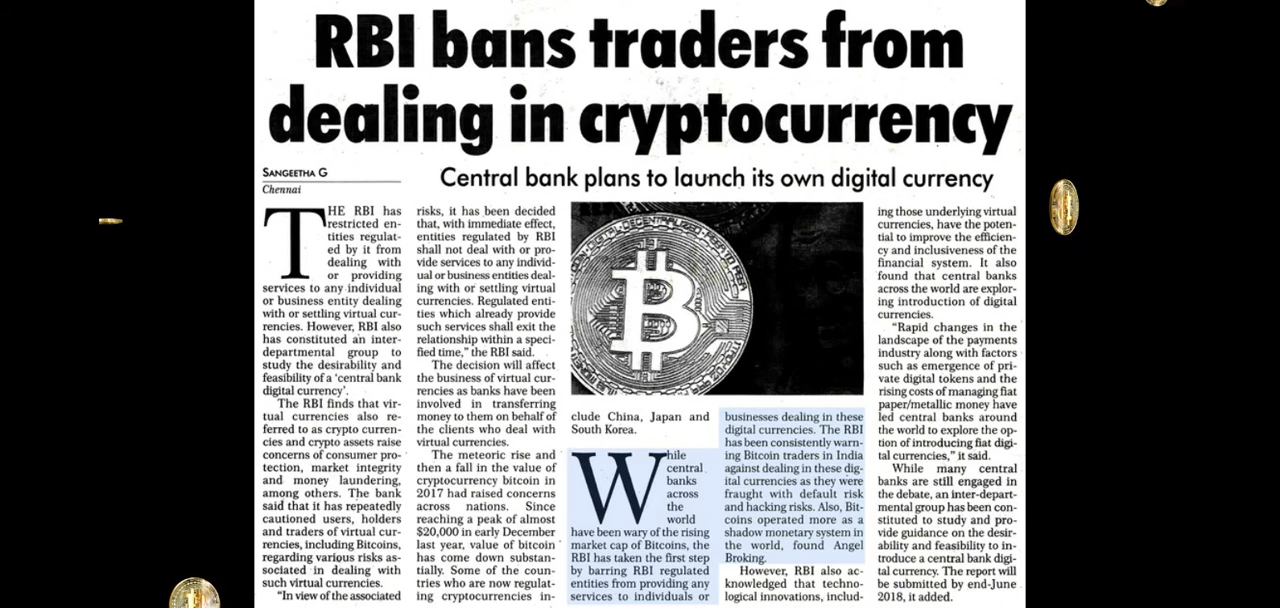 RBI bans traders from
dealing in cryptocurrency
SANGEETHA G
Chennai
Central bank plans to launch its own digital currency
THE RBI has
restricted en-
tities regulat-
ed by it from
dealing with
or providing
services to any individual
or business entity dealing
with or settling virtual cur-
rencies. However, RBI also
has constituted an inter-
departmental group to
study the desirability and
feasibility of a 'central bank
digital currency'.
The RBI finds that vir-
tual currencies also re-
ferred to as crypto curren-
cies and crypto assets raise
concerns of consumer pro-
tection, market integrity
and money laundering,
among others. The bank
said that it has repeatedly
cautioned users, holders
and traders of virtual cur-
rencies, including Bitcoins,
regarding various risks as-
sociated in dealing with
such virtual currencies.
"In view of the associated
risks, it has been decided
that, with immediate effect,
entities regulated by RBI
shall not deal with or pro-
vide services to any individ-
ual or business entities deal-
ing with or settling virtual
currencies. Regulated enti-
ties which already provide
such services shall exit the
relationship within a speci-
fied time," the RBI said.
The decision will affect
the business of virtual cur-
rencies as banks have been
involved in transferring
money to them on behalf of
the clients who deal with
virtual currencies.
The meteoric rise and
then a fall in the value of
cryptocurrency bitcoin in
2017 had raised concerns
across nations. Since
reaching a peak of almost
$20,000 in early December
last year, value of bitcoin
has come down substan-
tially. Some of the coun-
tries who are now regulat-
ing cryptocurrencies in-
clude China, Japan and
South Korea.
While
central
banks
across
the
world
have been wary of the rising
market cap of Bitcoins, the
RBI has taken the first step
by barring RBI regulated
entities from providing any
services to individuals or
businesses dealing in these
digital currencies. The RBI
has been consistently warn-
ing Bitcoin traders in India
against dealing in these dig-
ital currencies as they were
fraught with default risk
and hacking risks. Also, Bit-
coins operated more as a
shadow monetary system in
the world, found Angel
Broking.
However, RBI also ac-
knowledged that techno-
logical innovations, includ-
ing those underlying virtual
currencies, have the poten-
tial to improve the efficien-
cy and inclusiveness of the
financial system. It also
found that central banks
across the world are explor-
ing introduction of digital
currencies.
"Rapid changes in the
landscape of the payments
industry along with factors
such as emergence of pri-
vate digital tokens and the
rising costs of managing fiat
paper/metallic money have
led central banks around
the world to explore the op-
tion of introducing fiat digi-
tal currencies," it said.
While many central
banks are still engaged in
the debate, an inter-depart-
mental group has been con-
stituted to study and pro-
vide guidance on the desir-
ability and feasibility to in-
troduce a central bank digi-
tal currency. The report will
be submitted by end-June
2018, it added.